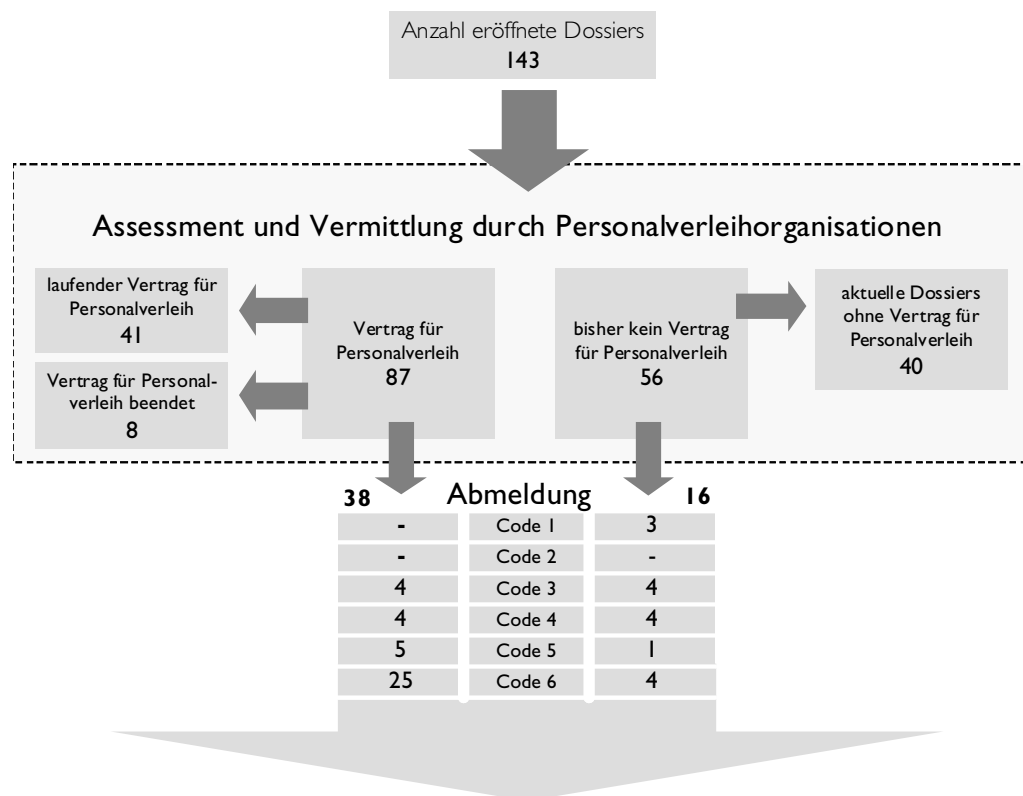 Anzahl eröffnete Dossiers
143
Assessment und Vermittlung durch Personalverleihorganisationen
laufender Vertrag für
Personalverleih
41
Vertrag für Personal-
verleih beendet
8
Vertrag für
Personalverleih
87
bisher kein Vertrag
für Personalverleih
56
aktuelle Dossiers
ohne Vertrag für
Personalverleih
40
38 Abmeldung 16
- Code 1 3
- Code 2 -
4 Code 3 4
4 Code 4 4
5 Code 5 1
25 Code 6 4